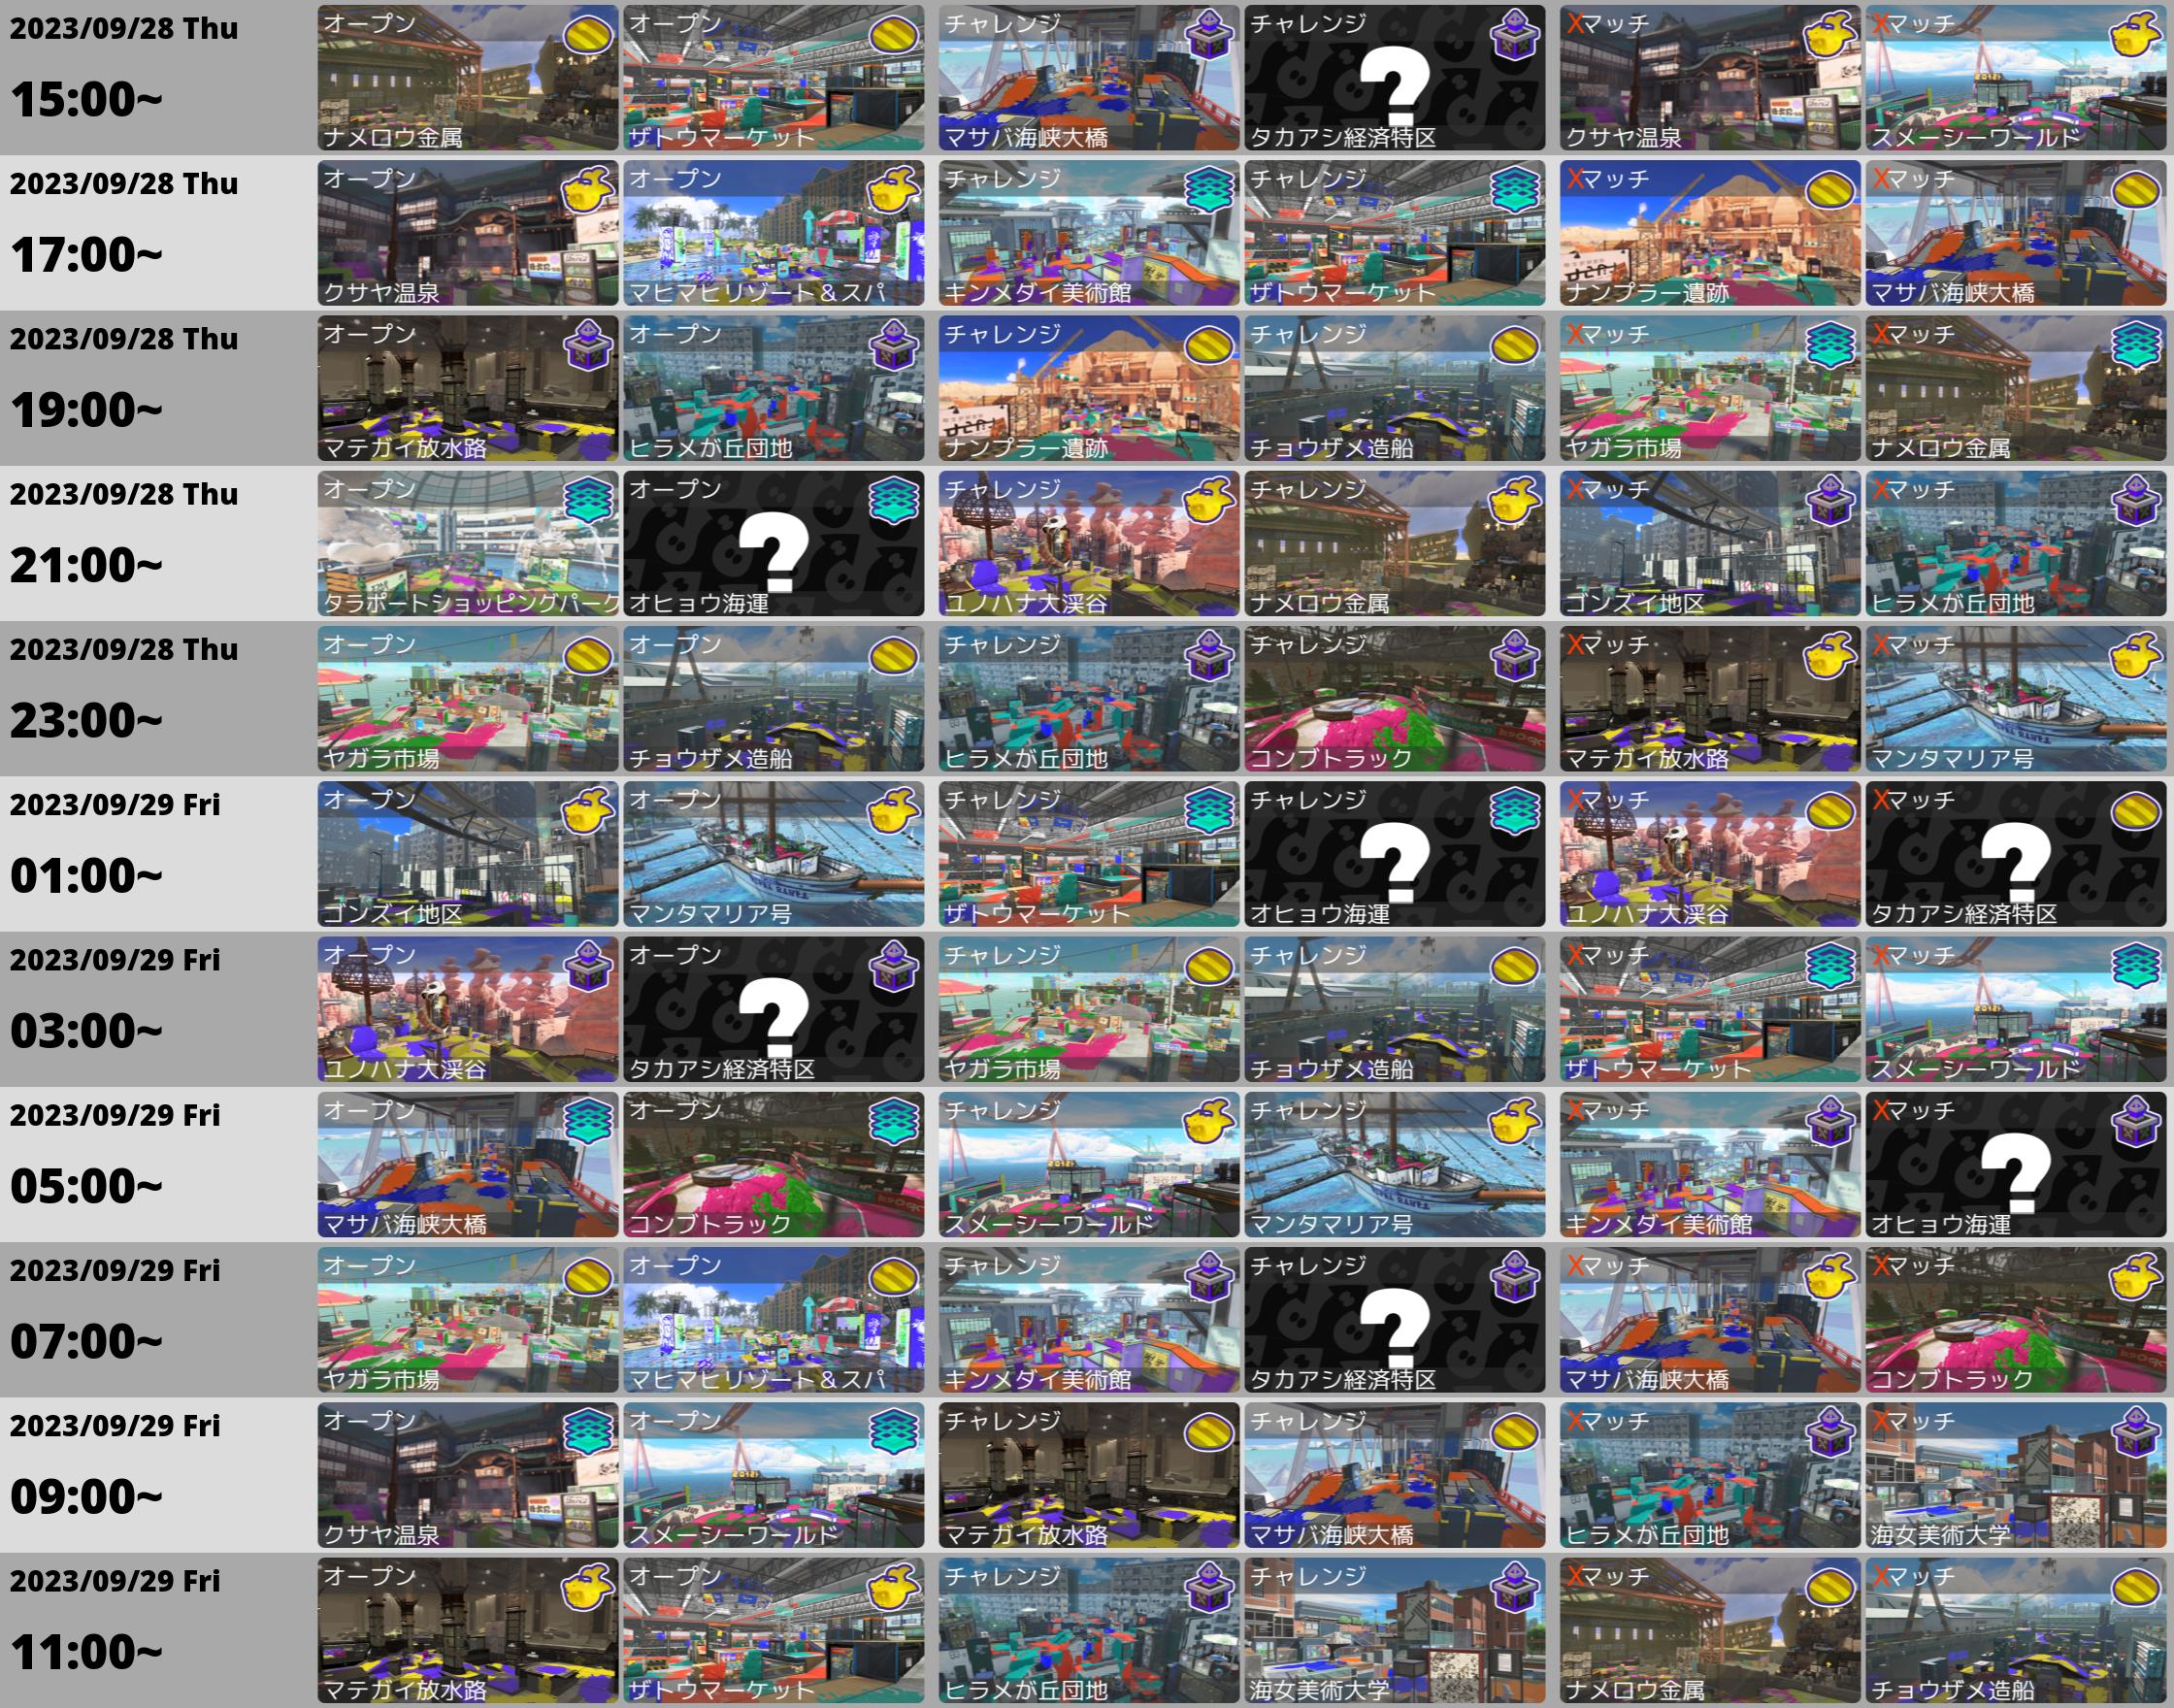 2023/09/28 Thu
15:00~
オープン
ナメロウ金属
オープン
ザトウマーケット
チャレンジ
マサバ海峡大橋
チャレンジ
タカアシ経済特区
Xマッチ
クサヤ温泉
Xマッチ
スメーシーワールド
2023/09/28 Thu
17:00~
オープン
クサヤ温泉
オープン
マヒマヒリゾート&スパ
チャレンジ
キンメダイ美術館
チャレンジ
ザトウマーケット
Xマッチ
ナンプラー遺跡
Xマッチ
マサバ海峡大橋
2023/09/28 Thu
19:00~
オープン
マテガイ放水路
オープン
ヒラメが丘団地
チャレンジ
ナンプラー遺跡
チャレンジ
チョウザメ造船
Xマッチ
ヤガラ市場
Xマッチ
ナメロウ金属
2023/09/28 Thu
21:00~
オープン
タラポートショッピングパーク
オープン
オヒョウ海運
チャレンジ
ユノハナ大渓谷
チャレンジ
ナメロウ金属
Xマッチ
ゴンズイ地区
Xマッチ
ヒラメが丘団地
2023/09/28 Thu
23:00~
オープン
ヤガラ市場
オープン
チョウザメ造船
チャレンジ
ヒラメが丘団地
チャレンジ
コンブトラック
Xマッチ
マテガイ放水路
Xマッチ
マンタマリア号
2023/09/29 Fri
01:00~
オープン
ゴンズイ地区
オープン
マンタマリア号
チャレンジ
ザトウマーケット
チャレンジ
オヒョウ海運
Xマッチ
ユノハナ大渓谷
Xマッチ
タカアシ経済特区
2023/09/29 Fri
03:00~
オープン
ユノハナ大渓谷
オープン
タカアシ経済特区
チャレンジ
ヤガラ市場
チャレンジ
チョウザメ造船
Xマッチ
ザトウマーケット
Xマッチ
スメーシーワールド
2023/09/29 Fri
05:00~
オープン
マサバ海峡大橋
オープン
コンブトラック
チャレンジ
スメーシーワールド
チャレンジ
マンタマリア号
Xマッチ
キンメダイ美術館
Xマッチ
オヒョウ海運
2023/09/29 Fri
07:00~
オープン
ヤガラ市場
オープン
マヒマヒリゾート&スパ
チャレンジ
キンメダイ美術館
チャレンジ
タカアシ経済特区
Xマッチ
マサバ海峡大橋
Xマッチ
コンブトラック
2023/09/29 Fri
09:00~
オープン
クサヤ温泉
オープン
スメーシーワールド
チャレンジ
マテガイ放水路
チャレンジ
マサバ海峡大橋
Xマッチ
ヒラメが丘団地
Xマッチ
海女美術大学
2023/09/29 Fri
11:00~
オープン
マテガイ放水路
オープン
ザトウマーケット
チャレンジ
ヒラメが丘団地
チャレンジ
海女美術大学
Xマッチ
ナメロウ金属
Xマッチ
チョウザメ造船